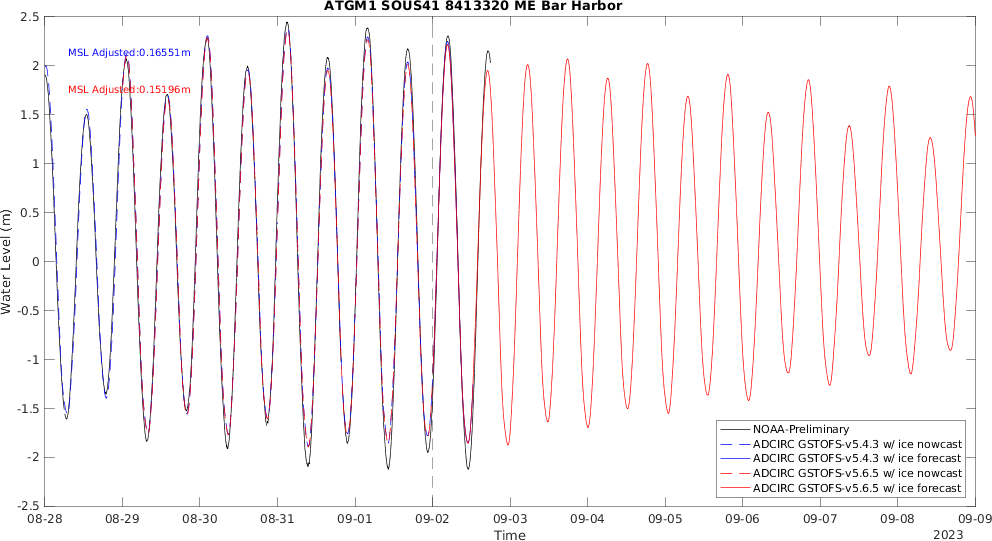 ATGM1 SOUS41 8413320 ME Bar Harbor
2.5
2
1.5
1
0.5
0
-0.5
-1
-1.5
-2
-2.5
Water Level (m)
MSL Adjusted:0.16551m
MSL Adjusted:0.15196m
NOAA-Preliminary
ADCIRC GSTOFS-v5.4.3 w/ ice nowcast
ADCIRC GSTOFS-v5.4.3 w/ ice forecast
ADCIRC GSTOFS-v5.6.5 w/ ice nowcast
ADCIRC GSTOFS-v5.6.5 w/ ice forecast
08-28 08-29 08-30 08-31 09-01 09-02 09-03 09-04 09-05 09-06 09-07 09-08 09-09
Time
2023